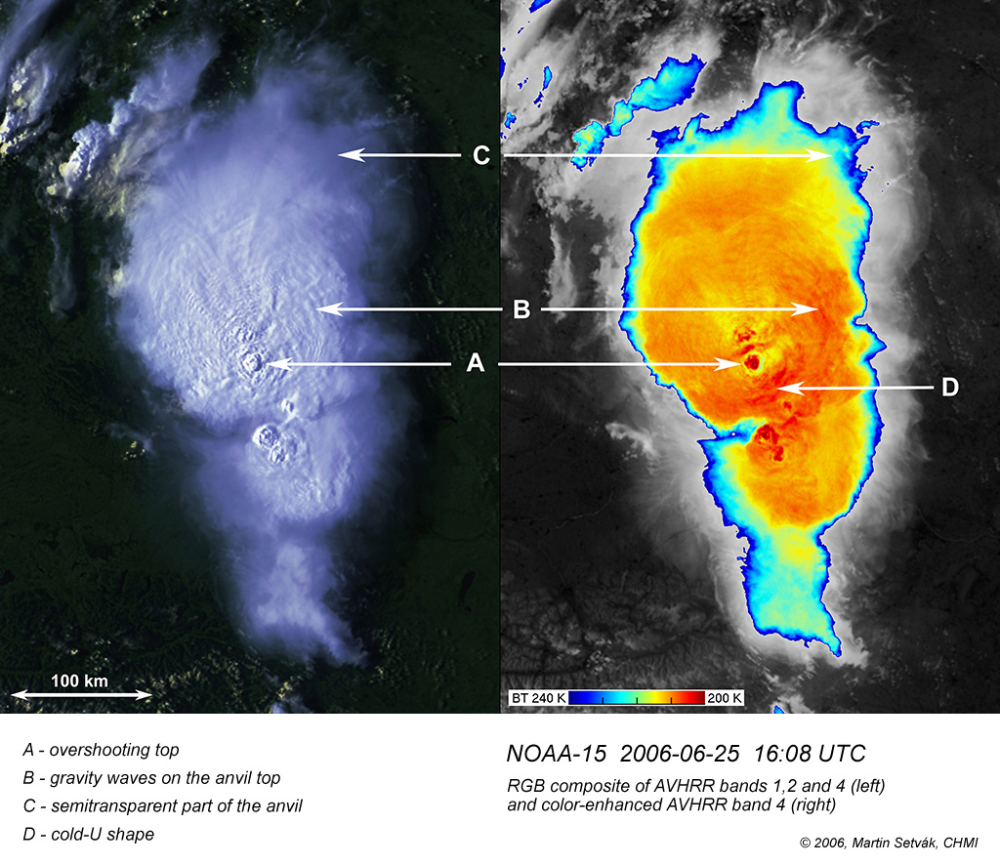 C
B
A
D
100 km
BT 240 K 200 K
A - overshooting top
B - gravity waves on the anvil top
C - semitransparent part of the anvil
D - cold-U shape
NOAA-15 2006-06-25 16:08 UTC
RGB composite of AVHRR bands 1,2 and 4 (left)
and color-enhanced AVHRR band 4 (right)
© 2006, Martin Setvák, CHMI